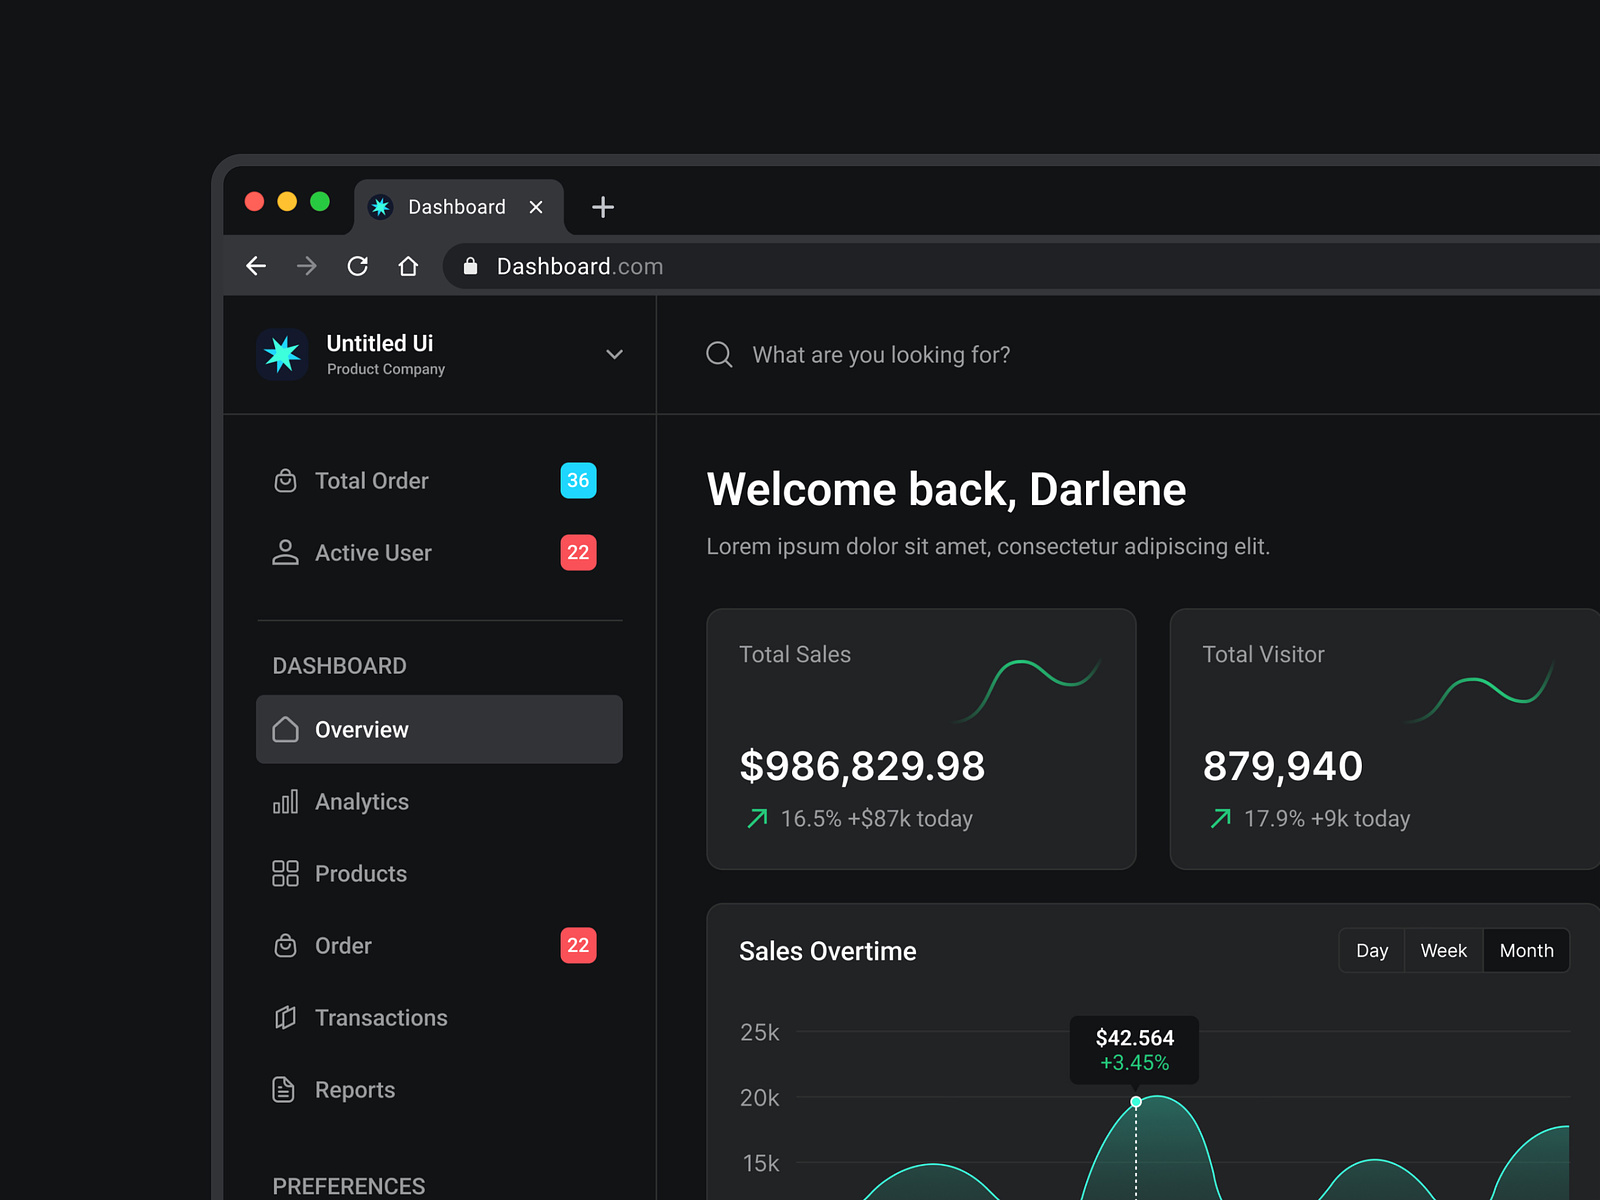 Dashboard
Dashboard.com
Untitled Ui
Product Company
What are you looking for?
Total Order 36
Active User 22
DASHBOARD
Overview
Analytics
Products
Order 22
Transactions
Reports
PREFERENCES
Welcome back, Darlene
Lorem ipsum dolor sit amet, consectetur adipiscing elit.
Total Sales
$986,829.98
16.5% +$87k today
Total Visitor
879,940
17.9% +9k today
Sales Overtime
Day Week Month
25k
$42.564
+3.45%
20k
15k